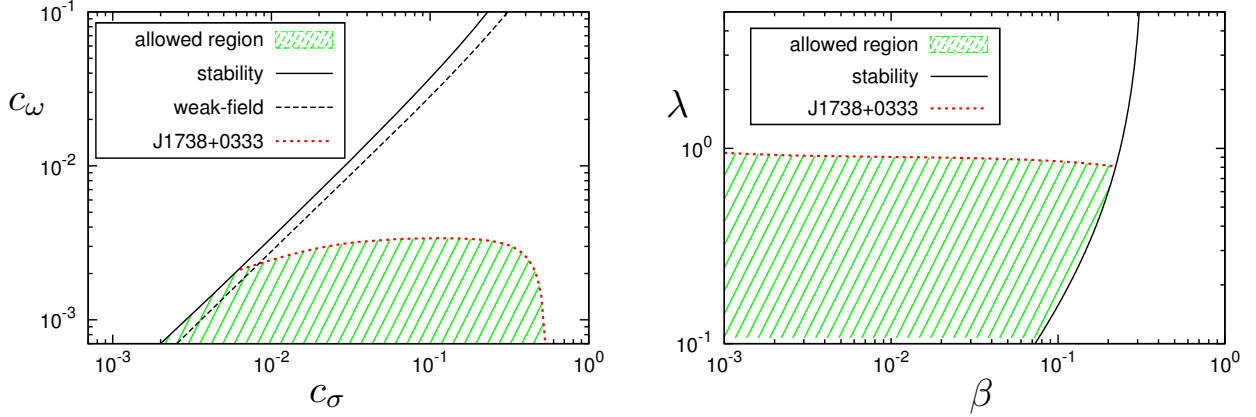 allowed region
stability
weak-field
J1738+0333
c_ω
10^-1
10^-2
10^-3
10^-3
10^-2
10^-1
10^0
c_σ
allowed region
stability
J1738+0333
λ
10^0
10^-1
10^-3
10^-2
10^-1
10^0
β